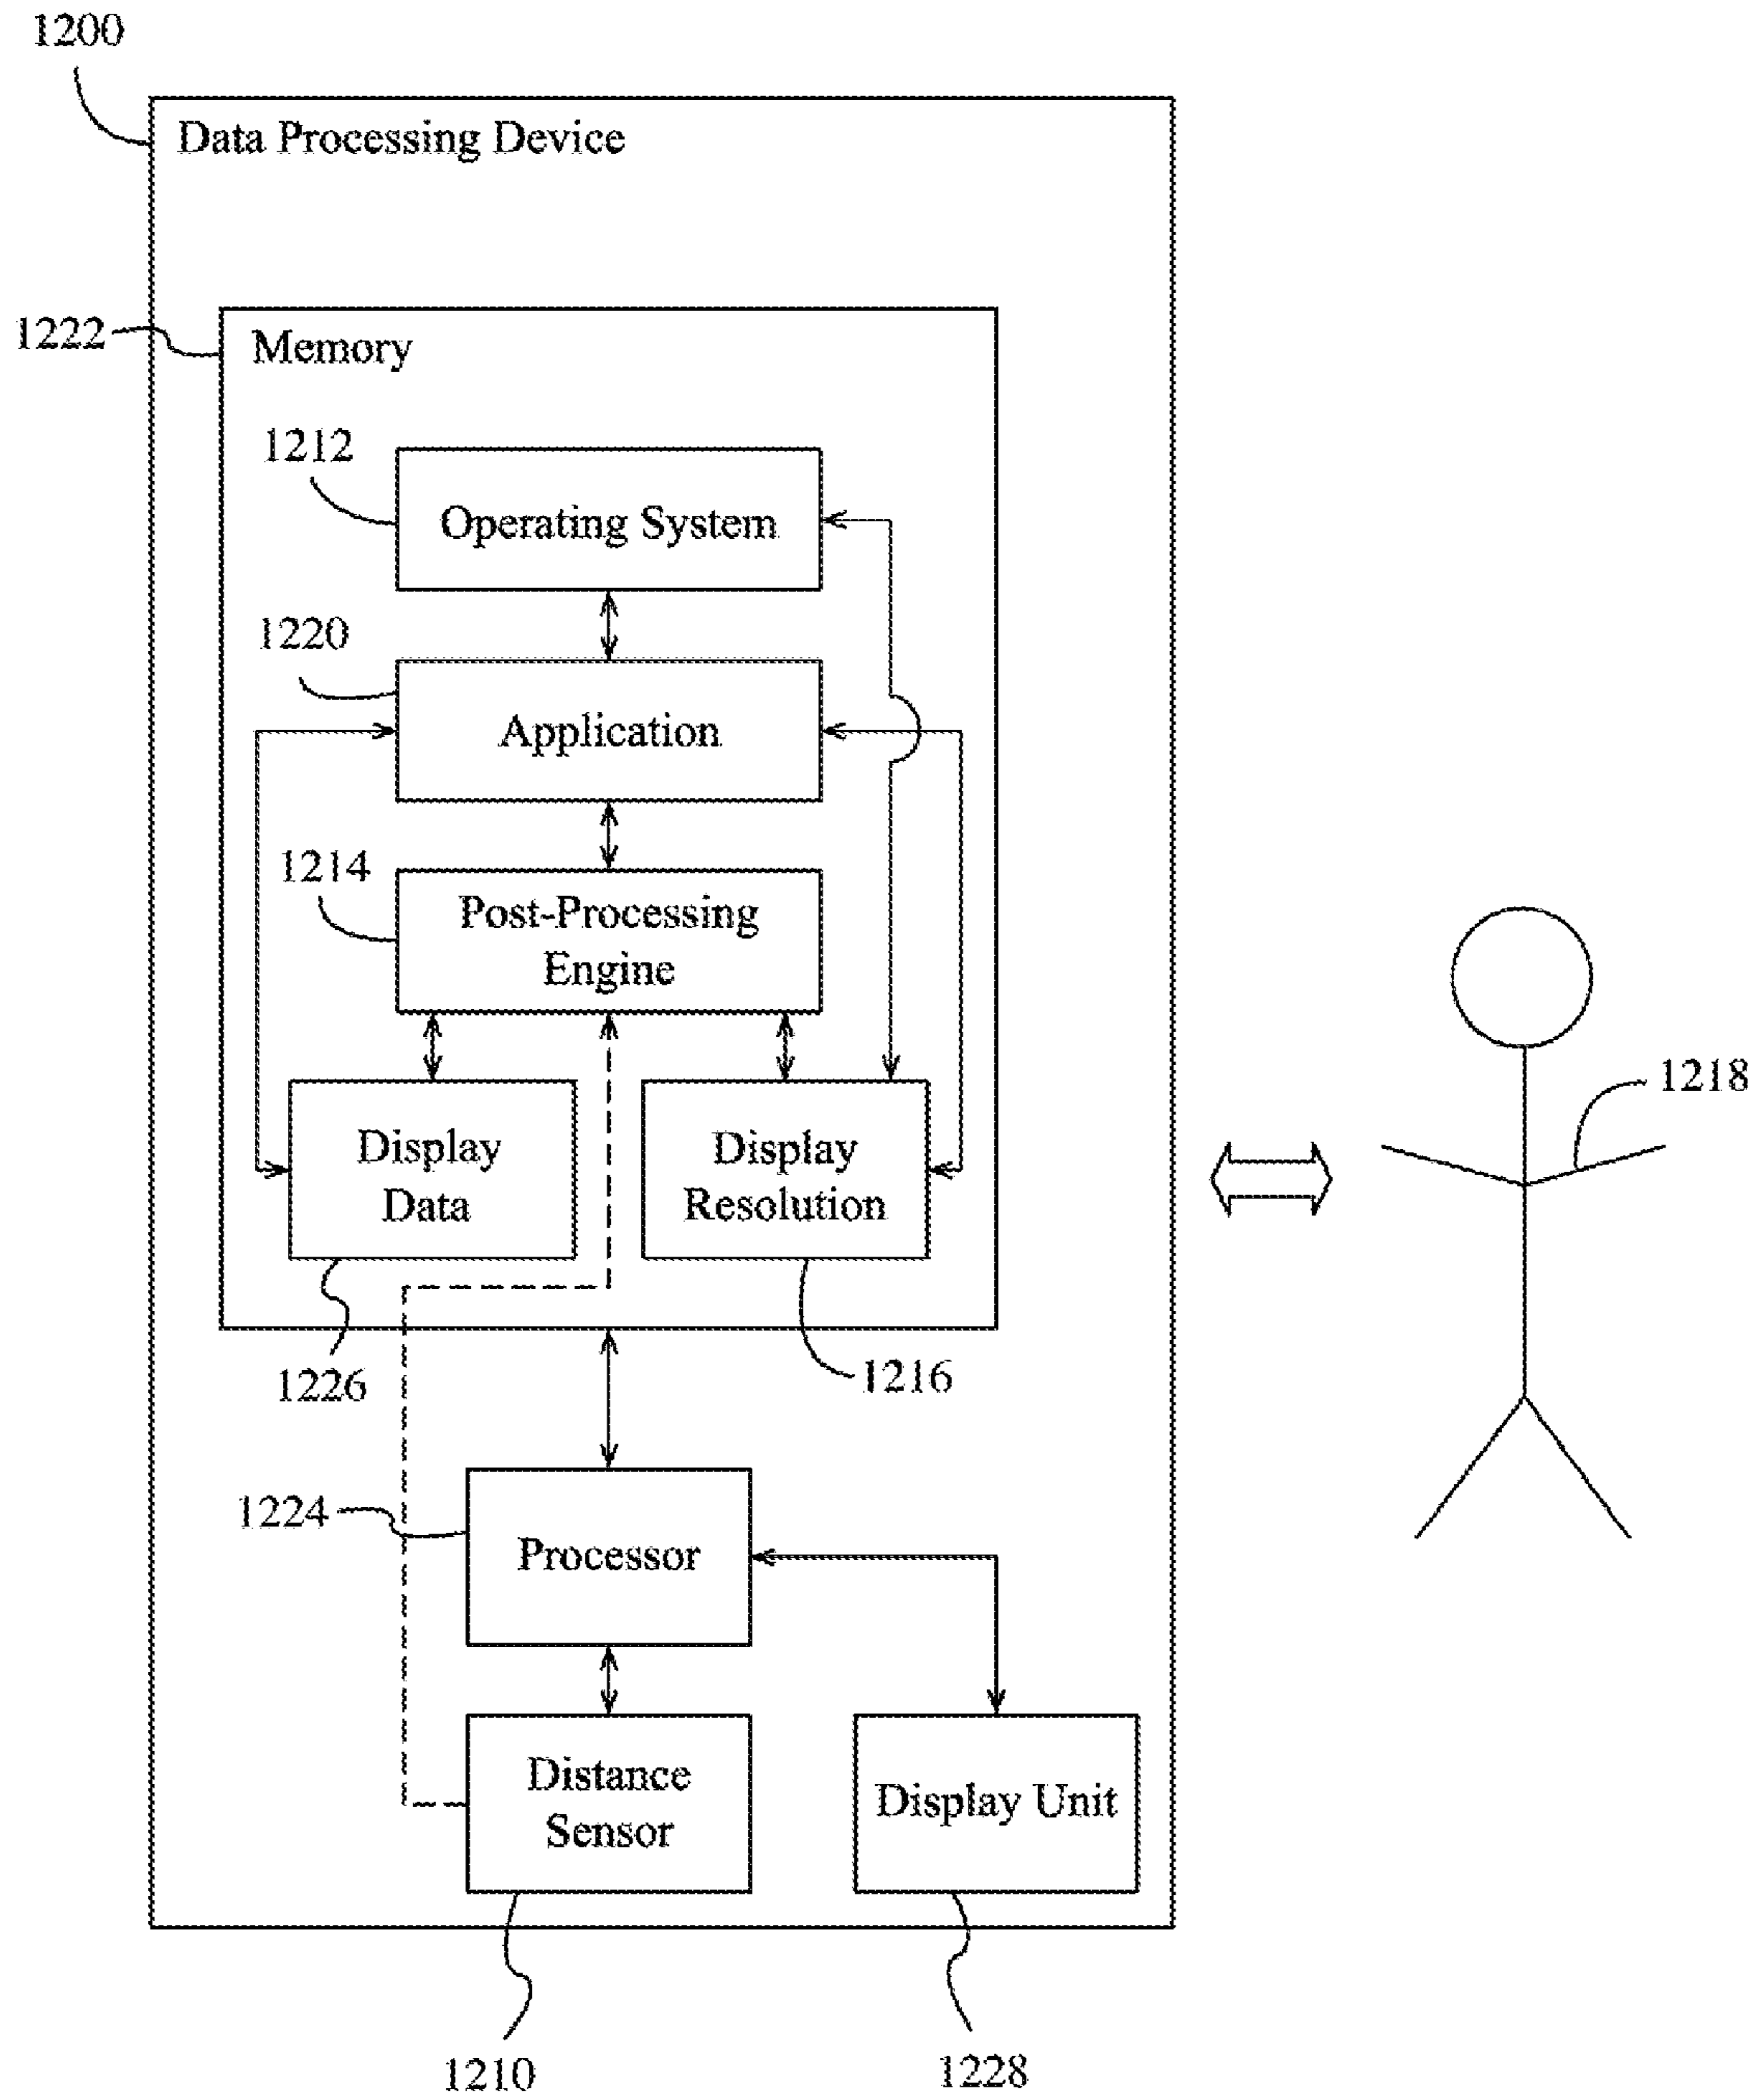 1200
Data Processing Device
1222
Memory
1212
Operating System
1220
Application
1214
Post-Processing
Engine
1218
Display
Data
Display
Resolution
1226
1216
1224
Processor
Distance
Sensor
Display Unit
1210
1228